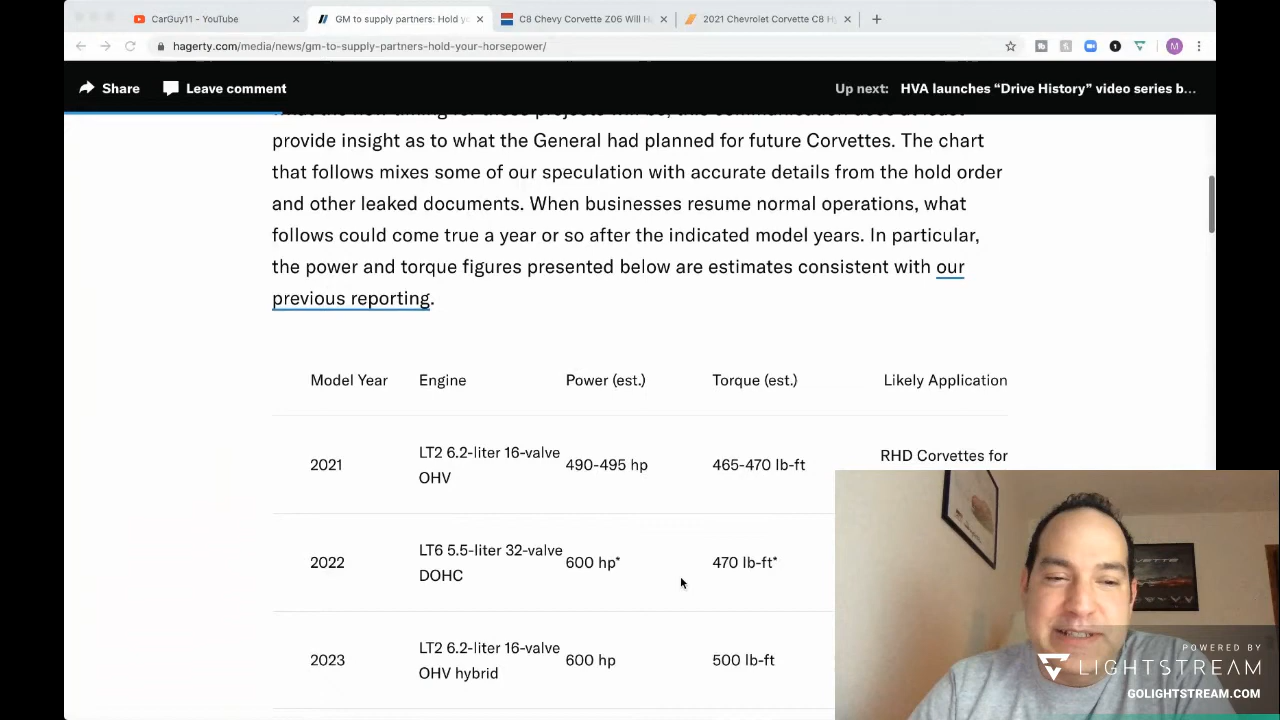 CarGuy11 - YouTube
GM to supply partners: Hold yo
C8 Chevy Corvette Z06 Will H
2021 Chevrolet Corvette C8 H
hagerty.com/media/news/gm-to-supply-partners-hold-your-horsepower/
M
Share
Leave comment
Up next: HVA launches “Drive History” video series b...
provide insight as to what the General had planned for future Corvettes. The chart
that follows mixes some of our speculation with accurate details from the hold order
and other leaked documents. When businesses resume normal operations, what
follows could come true a year or so after the indicated model years. In particular,
the power and torque figures presented below are estimates consistent with our
previous reporting.
Model Year Engine Power (est.) Torque (est.) Likely Application
2021 LT2 6.2-liter 16-valve OHV 490-495 hp 465-470 lb-ft RHD Corvettes for
2022 LT6 5.5-liter 32-valve DOHC 600 hp* 470 lb-ft*
2023 LT2 6.2-liter 16-valve OHV hybrid 600 hp 500 lb-ft
POWERED BY
LIGHTSTREAM
GOLIGHTSTREAM.COM